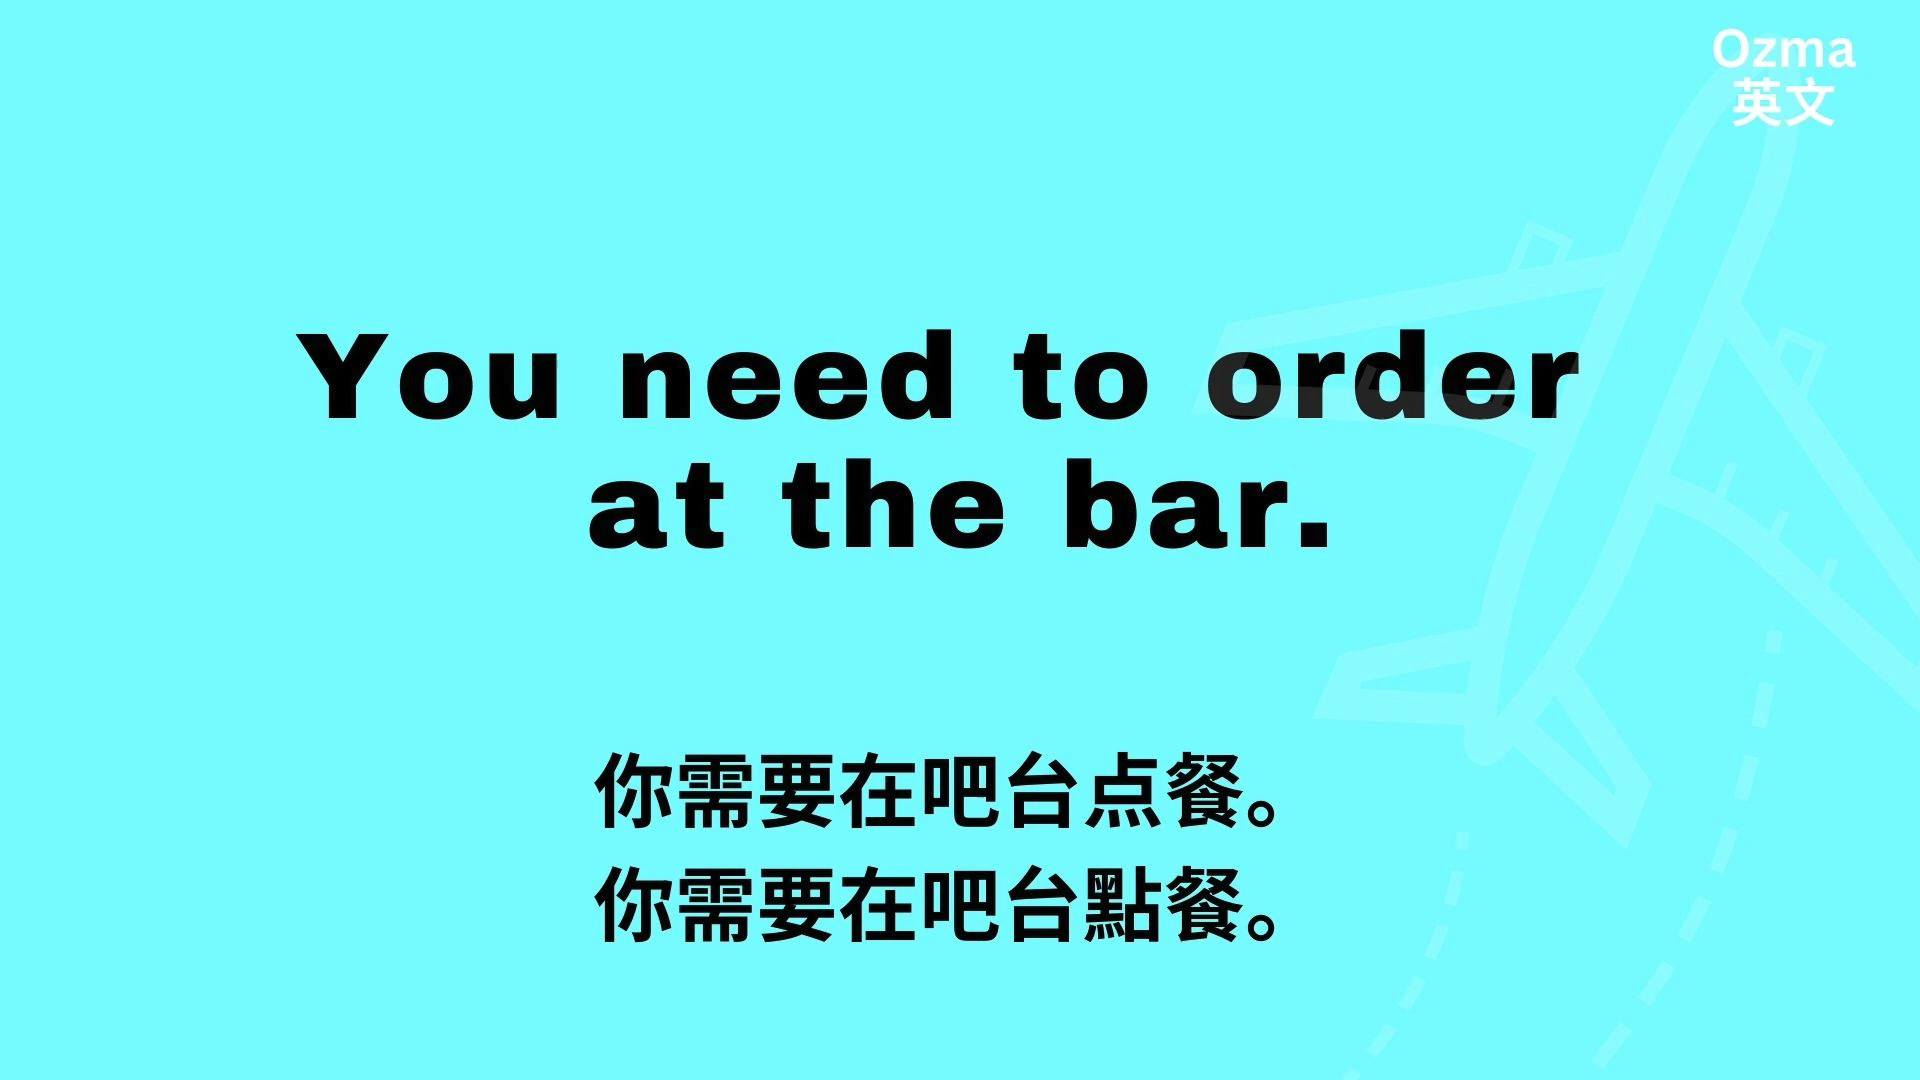 Ozma
英文
You need to order
at the bar.
你需要在吧台点餐。
你需要在吧台點餐。